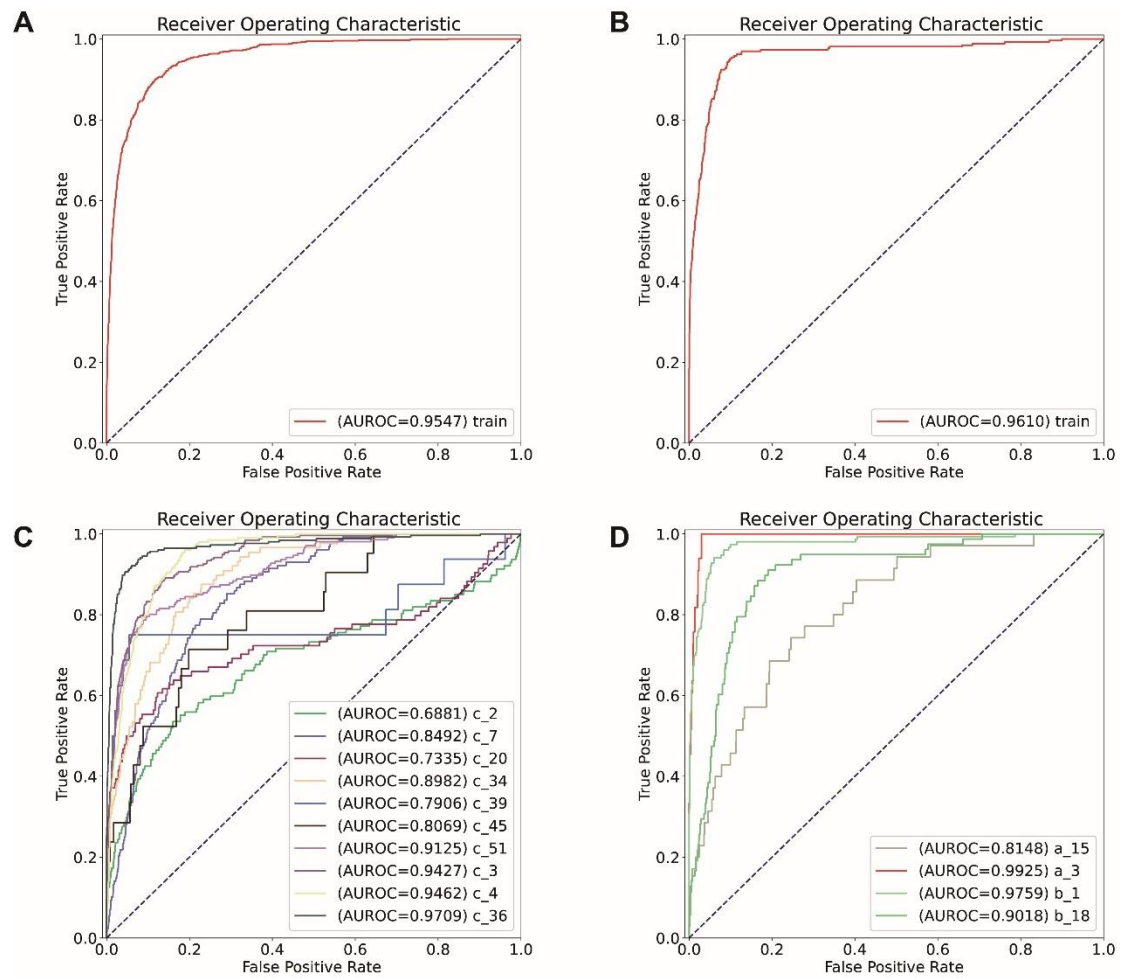 A
Receiver Operating Characteristic
1.0
0.8
0.6
0.4
0.2
0.0
True Positive Rate
(AUROC=0.9547) train
0.0 0.2 0.4 0.6 0.8 1.0
False Positive Rate
B
Receiver Operating Characteristic
1.0
0.8
0.6
0.4
0.2
0.0
True Positive Rate
(AUROC=0.9610) train
0.0 0.2 0.4 0.6 0.8 1.0
False Positive Rate
C
Receiver Operating Characteristic
1.0
0.8
0.6
0.4
0.2
0.0
True Positive Rate
(AUROC=0.6881) c_2
(AUROC=0.8492) c_7
(AUROC=0.7335) c_20
(AUROC=0.8982) c_34
(AUROC=0.7906) c_39
(AUROC=0.8069) c_45
(AUROC=0.9125) c_51
(AUROC=0.9427) c_3
(AUROC=0.9462) c_4
(AUROC=0.9709) c_36
0.0 0.2 0.4 0.6 0.8 1.0
False Positive Rate
D
Receiver Operating Characteristic
1.0
0.8
0.6
0.4
0.2
0.0
True Positive Rate
(AUROC=0.8148) a_15
(AUROC=0.9925) a_3
(AUROC=0.9759) b_1
(AUROC=0.9018) b_18
0.0 0.2 0.4 0.6 0.8 1.0
False Positive Rate